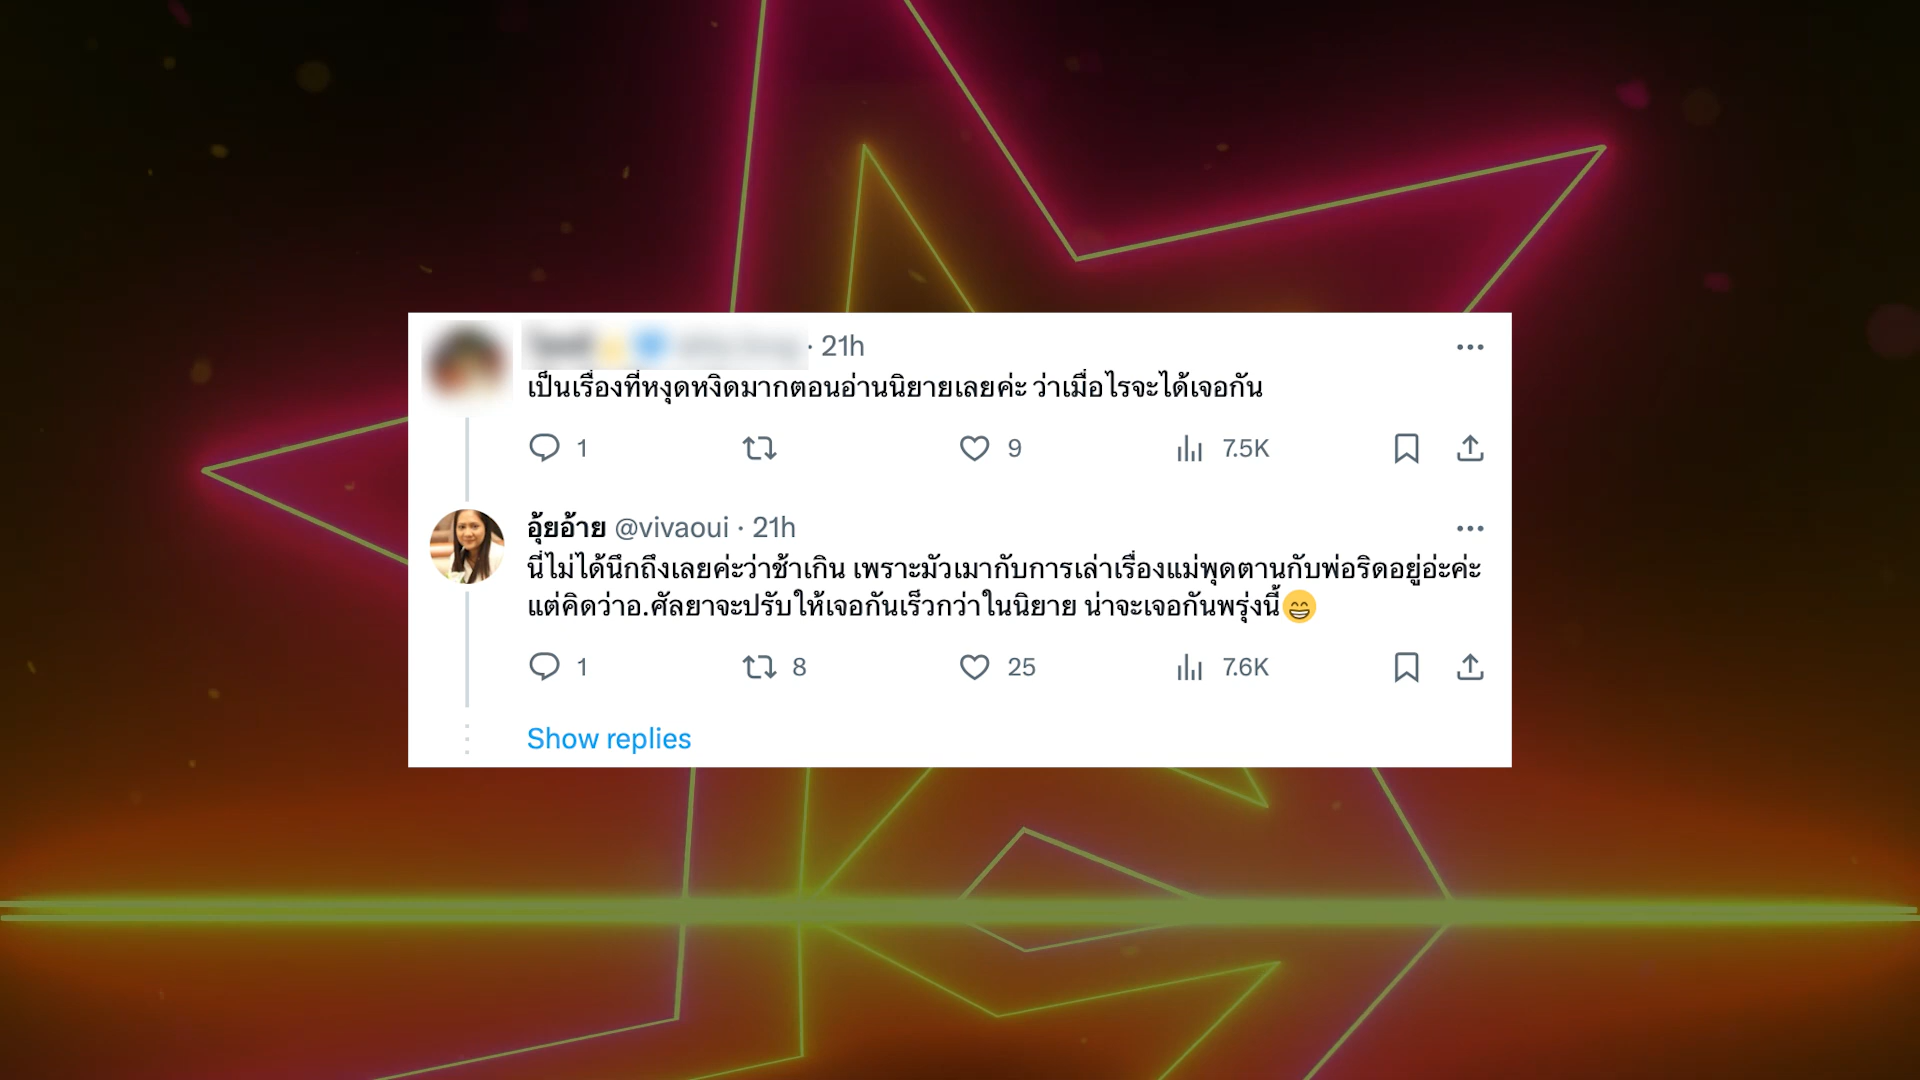 · 21h
เป็นเรื่องที่หงุดหงิดมากตอนอ่านนิยายเลยค่ะ ว่าเมื่อไรจะได้เจอกัน
1 9 7.5K
อุ้ยอ้าย @vivaoui · 21h
นี่ไม่ได้นึกถึงเลยค่ะว่าช้าเกิน เพราะมัวเมากับการเล่าเรื่องแม่พุดตานกับพ่อริดอยู่อ่ะค่ะ
แต่คิดว่าอ.ศัลยาจะปรับให้เจอกันเร็วกว่าในนิยาย น่าจะเจอกันพรุ่งนี้😁
1 8 25 7.6K
Show replies